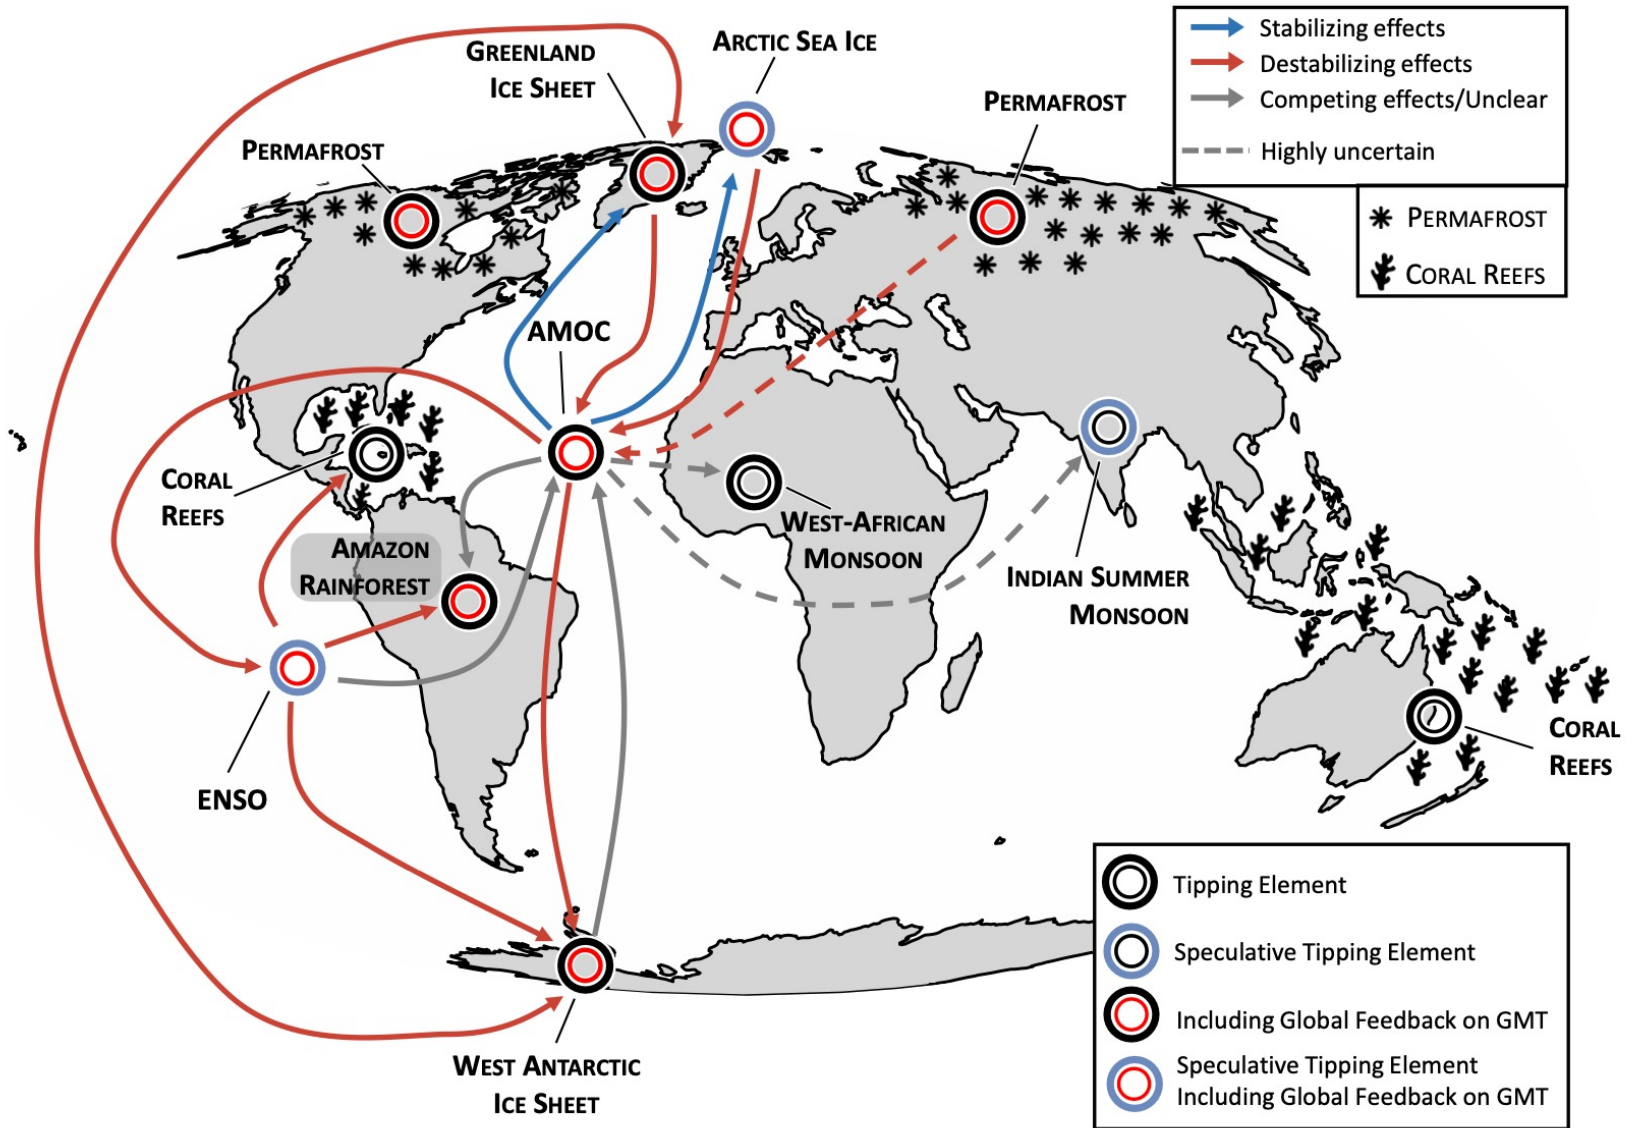 GREENLAND
ICE SHEET
ARCTIC SEA ICE
PERMAFROST
PERMAFROST
AMOC
CORAL
REEFS
AMAZON
RAINFOREST
WEST-AFRICAN
MONSOON
INDIAN SUMMER
MONSOON
ENSO
CORAL
REEFS
WEST ANTARCTIC
ICE SHEET
Stabilizing effects
Destabilizing effects
Competing effects/Unclear
Highly uncertain
PERMAFROST
CORAL REEFS
Tipping Element
Speculative Tipping Element
Including Global Feedback on GMT
Speculative Tipping Element
Including Global Feedback on GMT